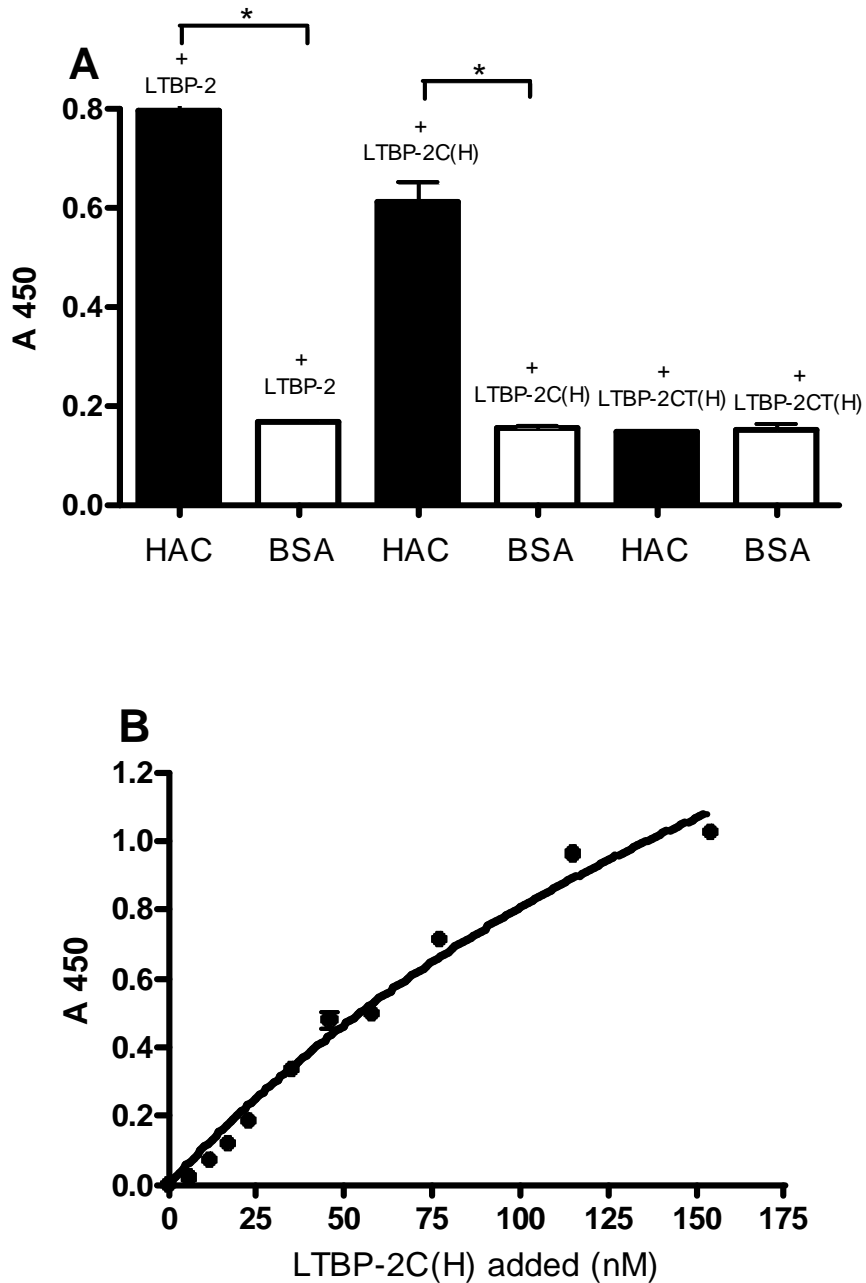 *
A
+
LTBP-2
*
+
LTBP-2C(H)
+
LTBP-2
+
LTBP-2C(H)
+
LTBP-2CT(H)
+
LTBP-2CT(H)
0.8
0.6
0.4
0.2
0.0
A 450
HAC BSA HAC BSA HAC BSA
B
1.2
1.0
0.8
0.6
0.4
0.2
0.0
A 450
0 25 50 75 100 125 150 175
LTBP-2C(H) added (nM)